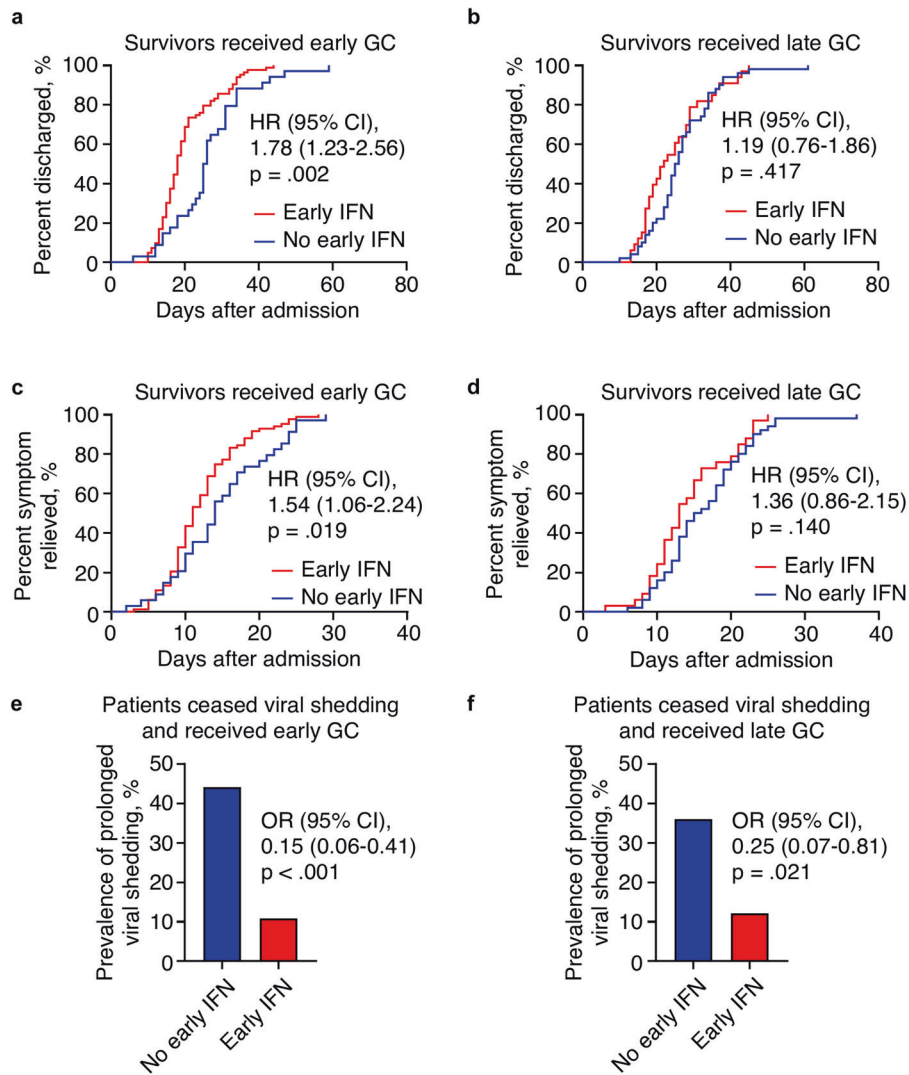 a
Survivors received early GC
Percent discharged, %
100
80
60
40
20
0
HR (95% CI),
1.78 (1.23-2.56)
p = .002
Early IFN
No early IFN
0 20 40 60 80
Days after admission
b
Survivors received late GC
Percent discharged, %
100
80
60
40
20
0
HR (95% CI),
1.19 (0.76-1.86)
p = .417
Early IFN
No early IFN
0 20 40 60 80
Days after admission
c
Survivors received early GC
Percent symptom
relieved, %
100
80
60
40
20
0
HR (95% CI),
1.54 (1.06-2.24)
p = .019
Early IFN
No early IFN
0 10 20 30 40
Days after admission
d
Survivors received late GC
Percent symptom
relieved, %
100
80
60
40
20
0
HR (95% CI),
1.36 (0.86-2.15)
p = .140
Early IFN
No early IFN
0 10 20 30 40
Days after admission
e
Patients ceased viral shedding
and received early GC
Prevalence of prolonged
viral shedding, %
50
40
30
20
10
0
OR (95% CI),
0.15 (0.06-0.41)
p < .001
No early IFN
Early IFN
f
Patients ceased viral shedding
and received late GC
Prevalence of prolonged
viral shedding, %
50
40
30
20
10
0
OR (95% CI),
0.25 (0.07-0.81)
p = .021
No early IFN
Early IFN